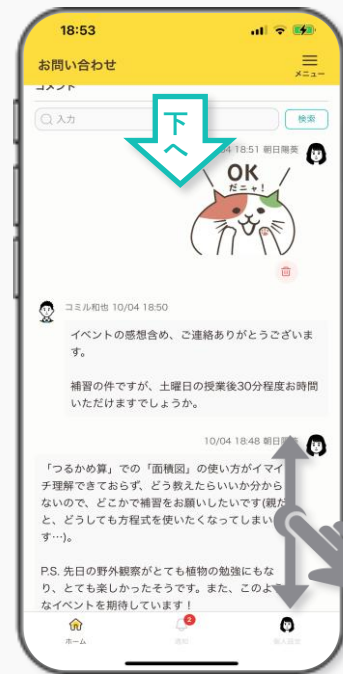 18:53
お問い合わせ
メニュー
コメント
入力
検索
下
へ
04 18:51 朝日陽葵
OK
だニャ!
コミル和也 10/04 18:50
イベントの感想含め、ご連絡ありがとうございま
す。
補習の件ですが、土曜日の授業後30分程度お時間
いただけますでしょうか。
10/04 18:48 朝日
「つるかめ算」での「面積図」の使い方がイマイ
チ理解できておらず、どう教えたらいいか分から
ないので、どこかで補習をお願いしたいです(親だ
と、どうしても方程式を使いたくなってしまい
す…)。
P.S. 先日の野外観察がとても植物の勉強にもな
り、とても楽しかったそうです。また、このよ
なイベントを期待しています！
2
ホーム
通知
個人設定